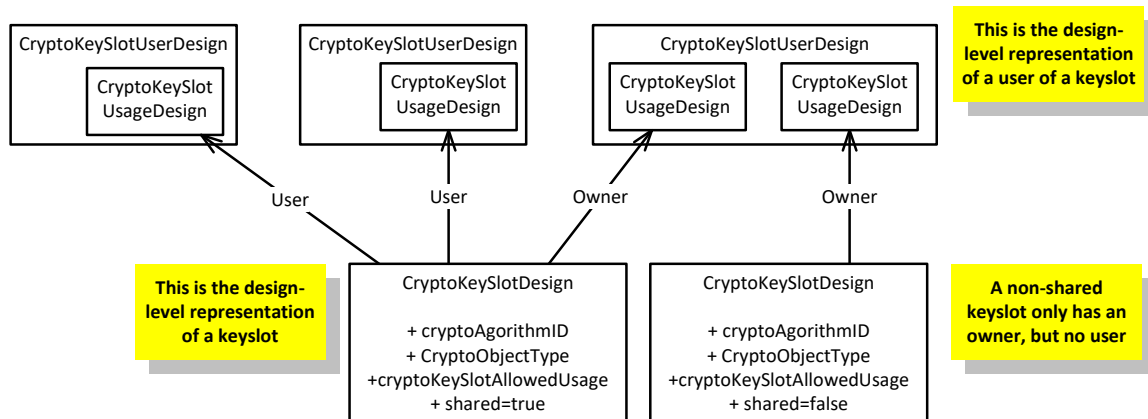 CryptoKeySlotUserDesign
CryptoKeySlot
UsageDesign
CryptoKeySlotUserDesign
CryptoKeySlot
UsageDesign
CryptoKeySlotUserDesign
CryptoKeySlot
UsageDesign
CryptoKeySlot
UsageDesign
This is the design-
level representation
of a user of a keyslot
User
User
Owner
Owner
This is the design-
level representation
of a keyslot
CryptoKeySlotDesign
+ cryptoAgorithmID
+ CryptoObjectType
+cryptoKeySlotAllowedUsage
+ shared=true
CryptoKeySlotDesign
+ cryptoAgorithmID
+ CryptoObjectType
+cryptoKeySlotAllowedUsage
+ shared=false
A non-shared
keyslot only has an
owner, but no user